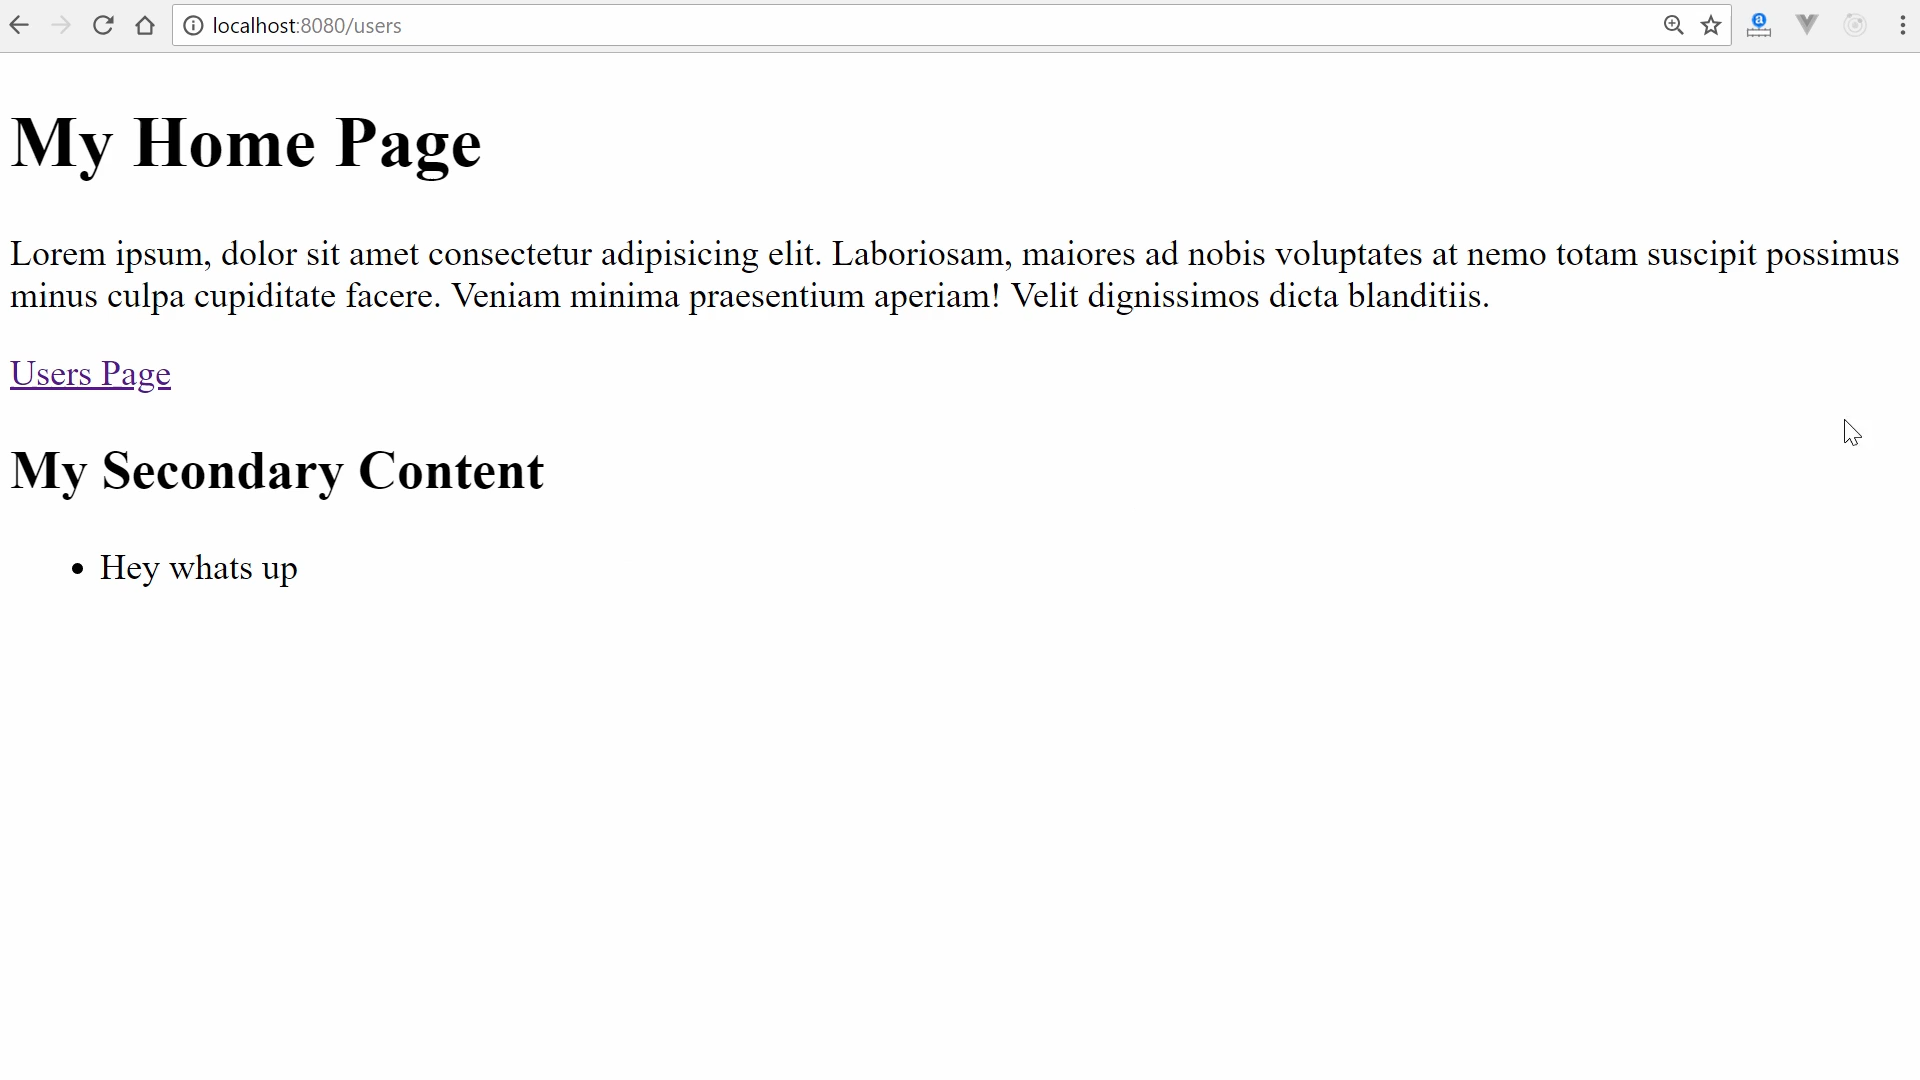 localhost:8080/users
My Home Page
Lorem ipsum, dolor sit amet consectetur adipisicing elit. Laboriosam, maiores ad nobis voluptates at nemo totam suscipit possimus
minus culpa cupiditate facere. Veniam minima praesentium aperiam! Velit dignissimos dicta blanditiis.
Users Page
My Secondary Content
• Hey whats up